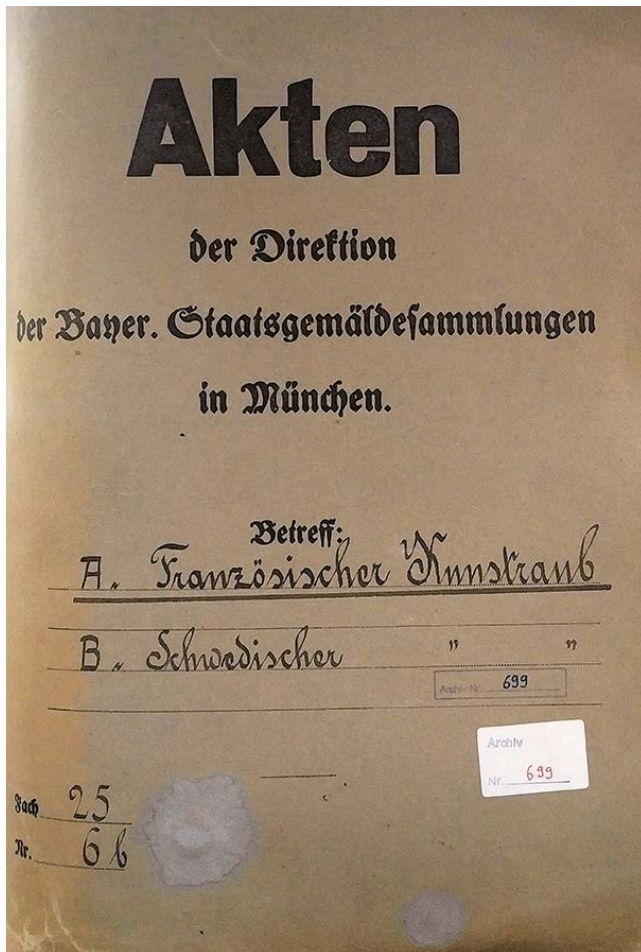 Akten
der Direktion
der Bayer. Staatsgemäldesammlungen
in München.
Betreff:
A. Französischer Kunstraub
B. Schwedischer " "
Archiv Nr. 699
Archiv
Nr. 699
Fach 25
Nr. 6 b